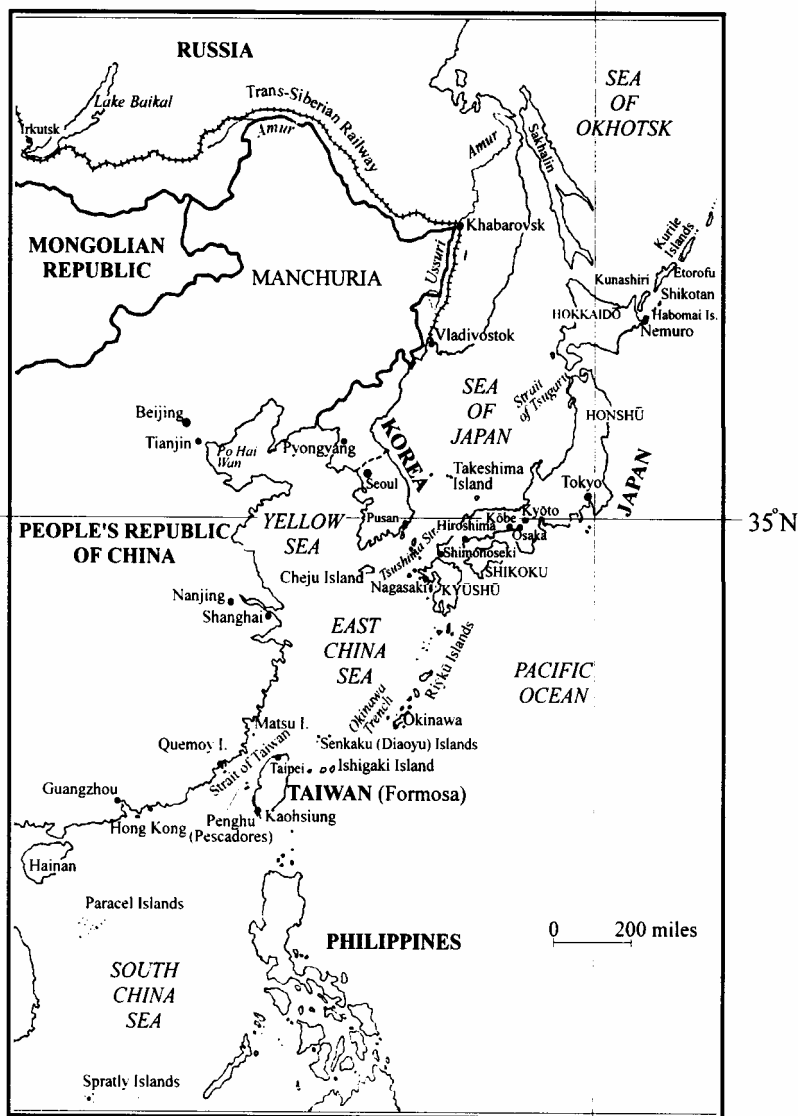 RUSSIA
SEA
OF
OKHOTSK
Lake Baikal
Trans-Siberian Railway
Irkutsk
Amur
Amur
Sakhalin
Khabarovsk
Kurile
Islands
MONGOLIAN
REPUBLIC
MANCHURIA
Ussuri
Etorofu
Kunashiri
Shikotan
HOKKAIDŌ
Habomai Is.
Nemuro
Vladivostok
SEA
OF
JAPAN
Strait
of Tsuguru
Beijing
Tianjin
Po Hai
Wan
Pyongyang
KOREA
HONSHŪ
Seoul
Takeshima
Island
Tokyo
JAPAN
Pusan
Hiroshima
Kōbe
Kyōto
Osaka
35°N
PEOPLE'S REPUBLIC
OF CHINA
YELLOW
SEA
Tsushima Str.
Shimonoseki
Cheju Island
SHIKOKU
Nagasaki
KYŪSHŪ
Nanjing
Shanghai
EAST
CHINA
SEA
Riyķū Islands
PACIFIC
OCEAN
Okinawa
Trench
Okinawa
Matsu I.
Quemoy I.
Strait of Taiwan
Senkaku (Diaoyu) Islands
Taipei
Ishigaki Island
Guangzhou
TAIWAN (Formosa)
Hong Kong
Penghu
(Pescadores)
Kaohsiung
Hainan
Paracel Islands
PHILIPPINES
0 200 miles
SOUTH
CHINA
SEA
Spratly Islands